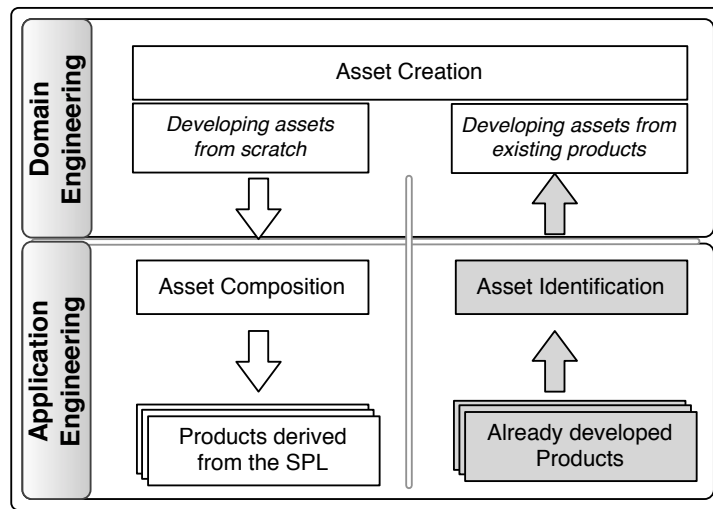 Domain
Engineering
Asset Creation
Developing assets
from scratch
Developing assets from
existing products
Application
Engineering
Asset Composition
Asset Identification
Products derived
from the SPL
Already developed
Products